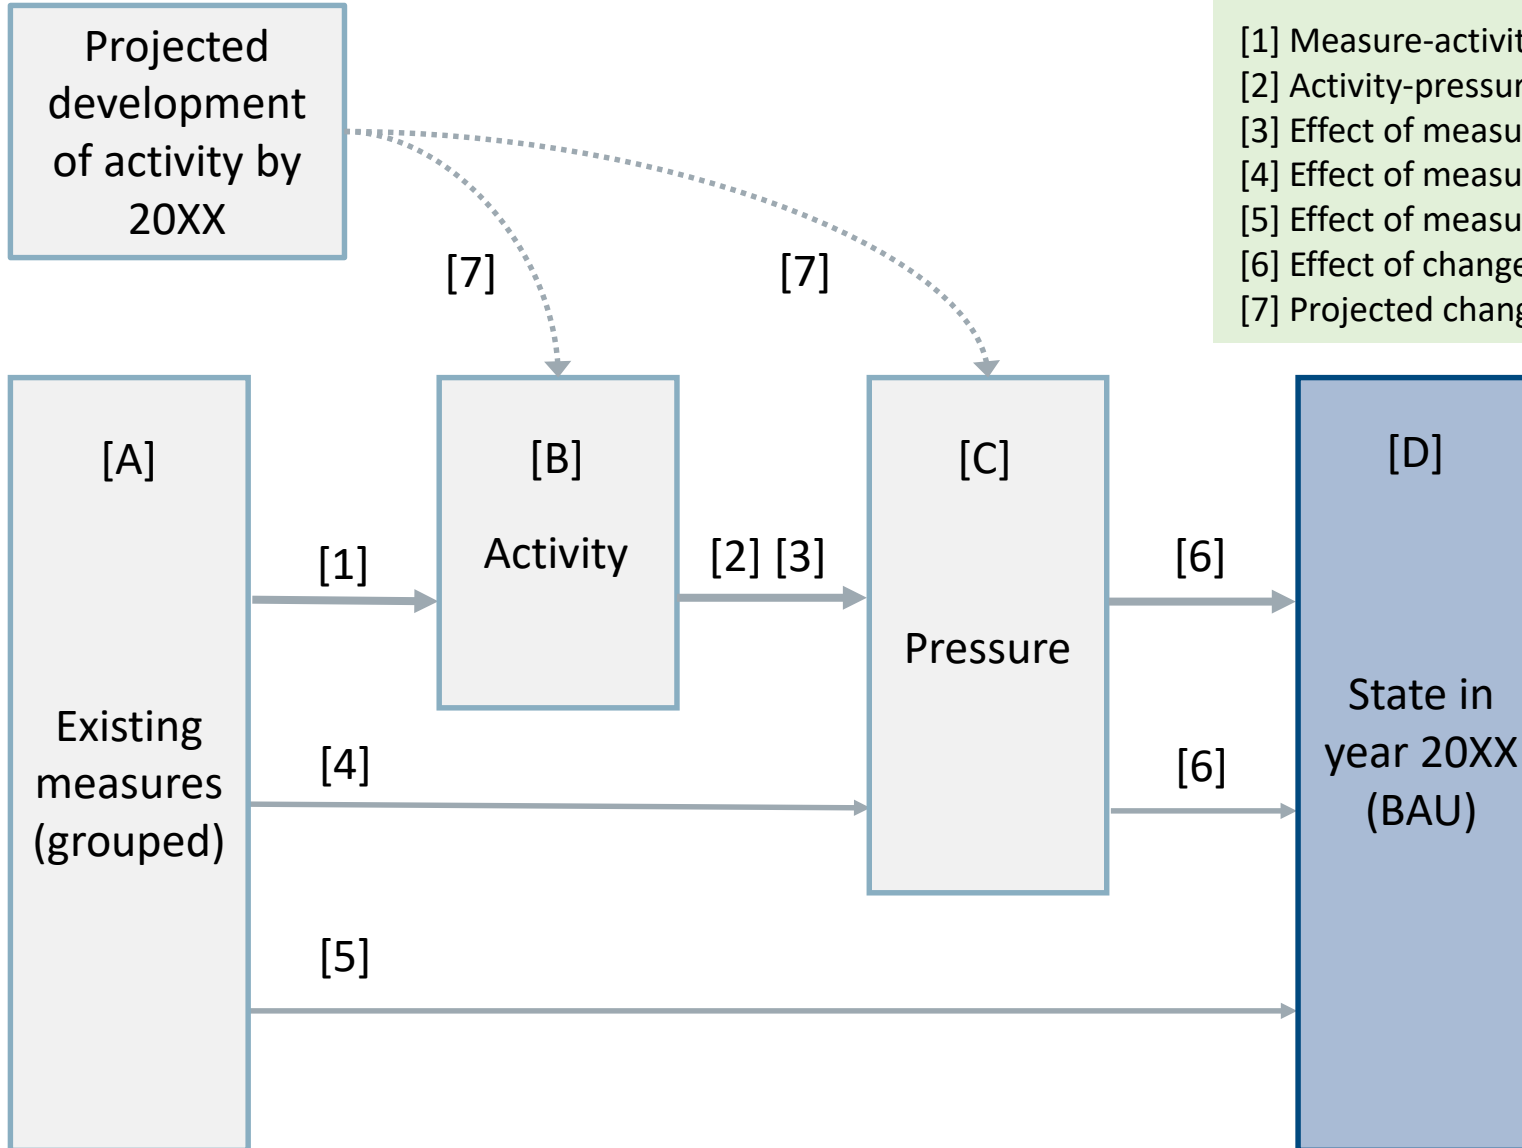 Projected
development
of activity by
20XX
[1] Measure-activit
[2] Activity-pressur
[3] Effect of measu
[4] Effect of measu
[5] Effect of measu
[6] Effect of change
[7] Projected chang
[7]
[7]
[A]
[B]
[C]
[D]
[1]
Activity
[2] [3]
[6]
Pressure
Existing
measures
(grouped)
[4]
[6]
State in
year 20XX
(BAU)
[5]